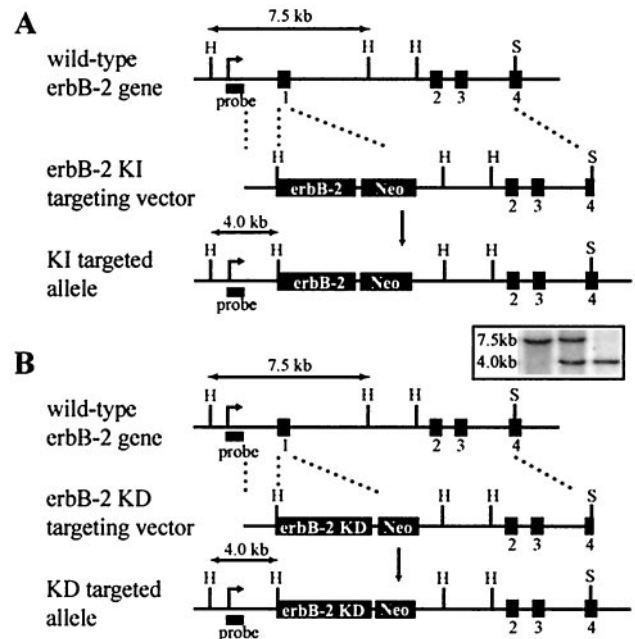 A
7.5 kb
wild-type
erbB-2 gene
H
H
H
S
probe
1
2
3
4
erbB-2 KI
targeting vector
H
erbB-2
Neo
H
H
S
2
3
4
KI targeted
allele
4.0 kb
H
H
erbB-2
Neo
H
H
S
probe
2
3
4
7.5kb
4.0kb
B
7.5 kb
wild-type
erbB-2 gene
H
H
H
S
probe
1
2
3
4
erbB-2 KD
targeting vector
H
erbB-2 KD
Neo
H
H
S
2
3
4
KD targeted
allele
4.0 kb
H
H
erbB-2 KD
Neo
H
H
S
probe
2
3
4